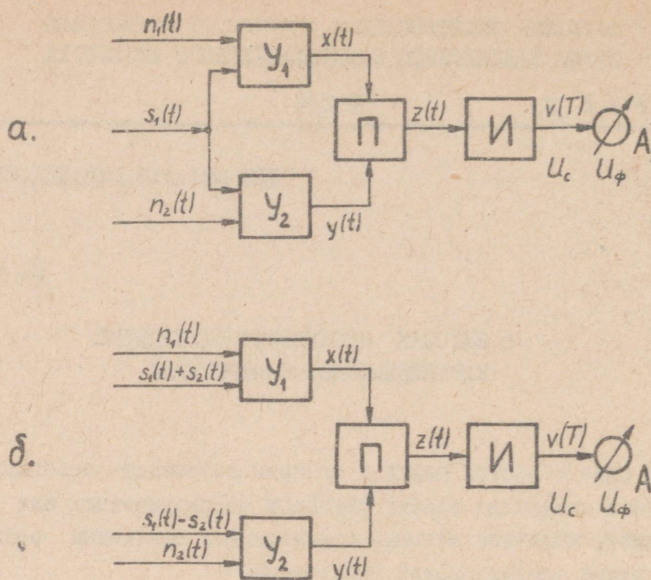 n₁(t)
x(t)
У₁
s₁(t)
z(t)
v(T)
а.
П
И
А
U_c
U_ф
n₂(t)
У₂
y(t)
n₁(t)
x(t)
s₁(t)+s₂(t)
У₁
z(t)
v(T)
б.
П
И
А
U_c
U_ф
s₁(t)-s₂(t)
n₂(t)
У₂
y(t)